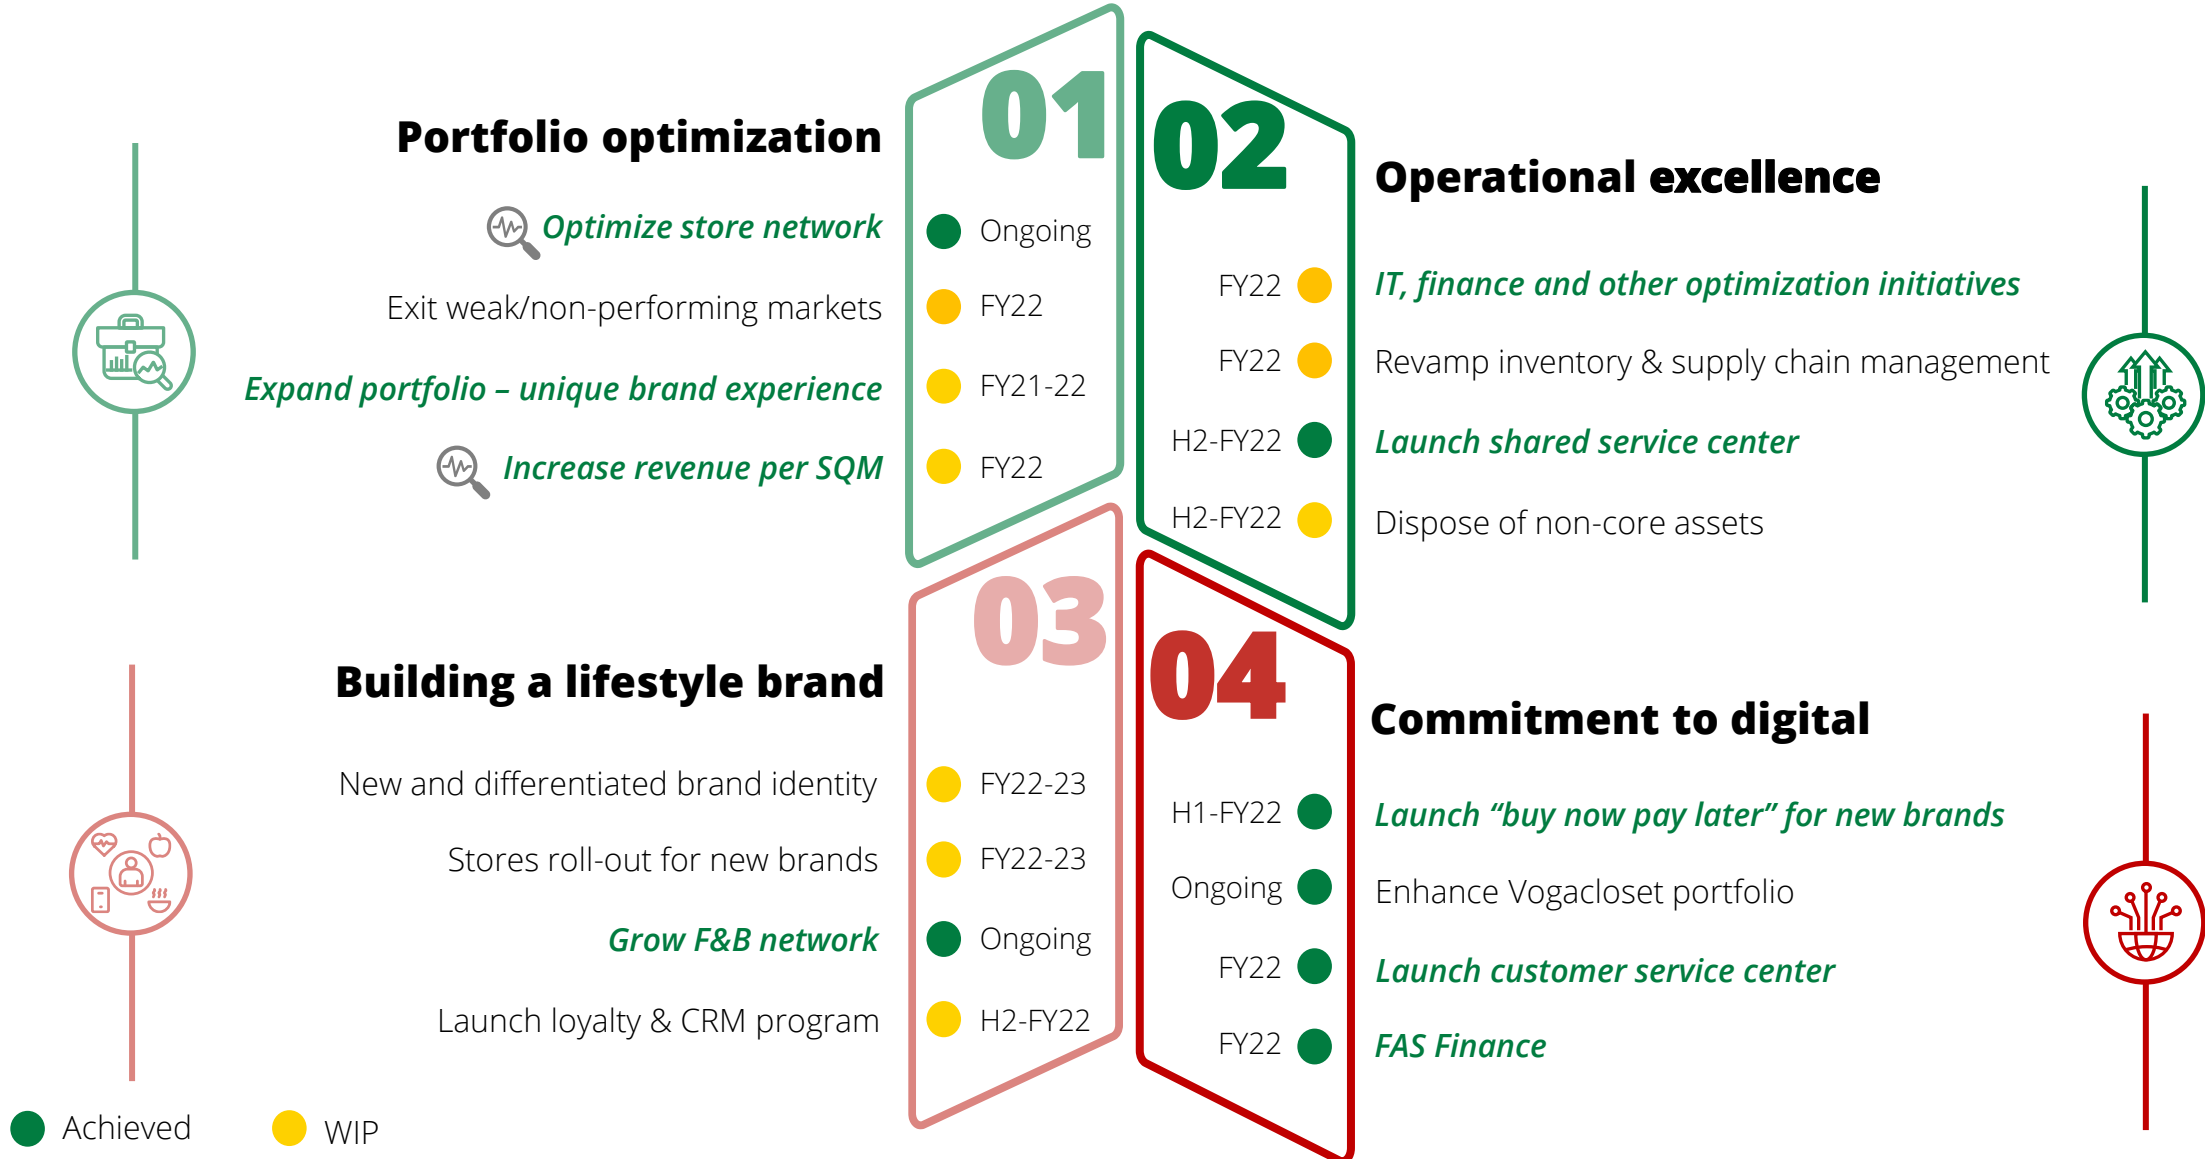 01
Portfolio optimization
Optimize store network Ongoing
Exit weak/non-performing markets FY22
Expand portfolio – unique brand experience FY21-22
Increase revenue per SQM FY22
02
Operational excellence
FY22 IT, finance and other optimization initiatives
FY22 Revamp inventory & supply chain management
H2-FY22 Launch shared service center
H2-FY22 Dispose of non-core assets
03
Building a lifestyle brand
New and differentiated brand identity FY22-23
Stores roll-out for new brands FY22-23
Grow F&B network Ongoing
Launch loyalty & CRM program H2-FY22
04
Commitment to digital
H1-FY22 Launch “buy now pay later” for new brands
Ongoing Enhance Vogacloset portfolio
FY22 Launch customer service center
FY22 FAS Finance
Achieved WIP